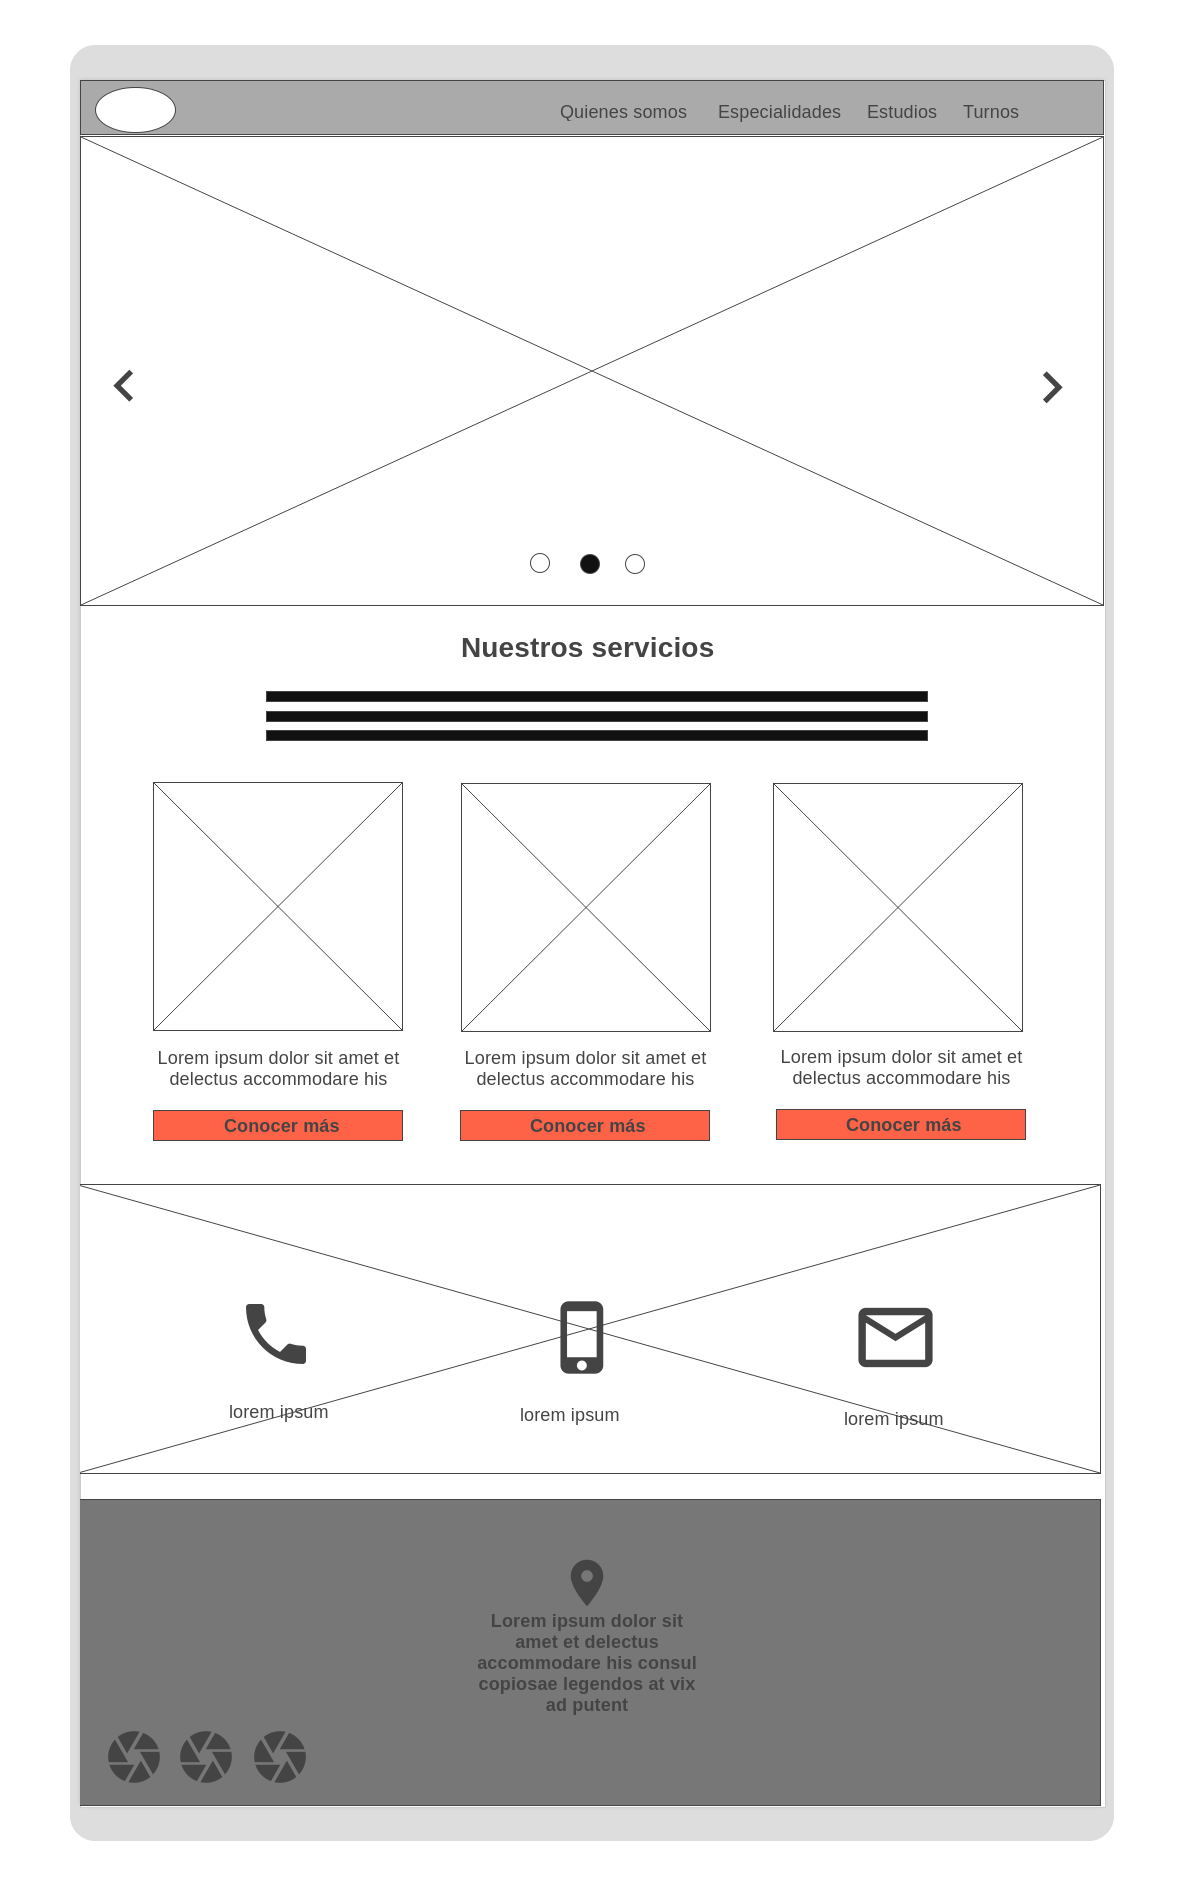 Quienes somos Especialidades Estudios Turnos
Nuestros servicios
Lorem ipsum dolor sit amet et
delectus accommodare his
Conocer más
Lorem ipsum dolor sit amet et
delectus accommodare his
Conocer más
Lorem ipsum dolor sit amet et
delectus accommodare his
Conocer más
lorem ipsum
lorem ipsum
lorem ipsum
Lorem ipsum dolor sit
amet et delectus
accommodare his consul
copiosae legendos at vix
ad putent